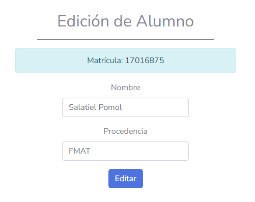 Edición de Alumno
Matrícula: 17016875
Nombre
Salatiel Pomol
Procedencia
FMAT
Editar